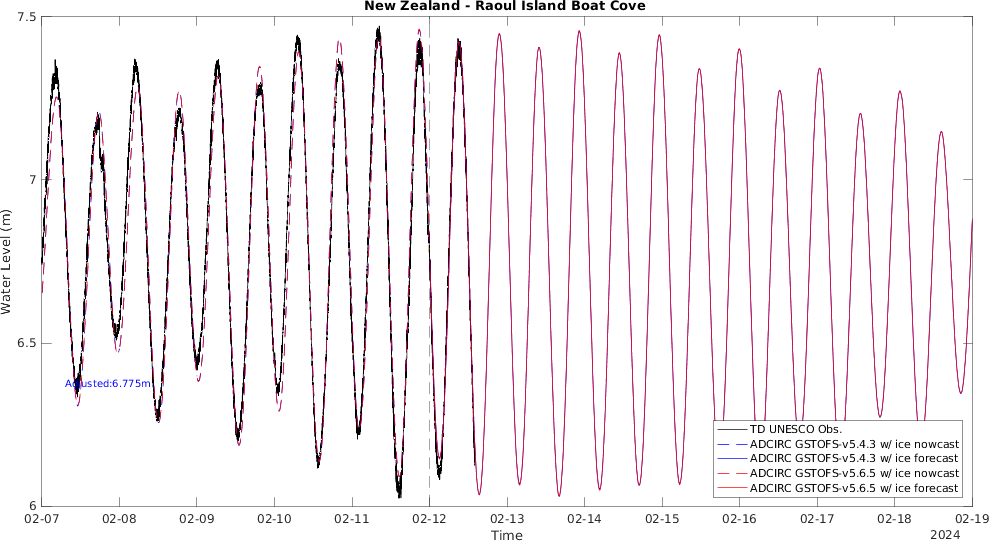 New Zealand - Raoul Island Boat Cove
7.5
7
6.5
6
Water Level (m)
Adjusted:6.775m
TD UNESCO Obs.
ADCIRC GSTOFS-v5.4.3 w/ ice nowcast
ADCIRC GSTOFS-v5.4.3 w/ ice forecast
ADCIRC GSTOFS-v5.6.5 w/ ice nowcast
ADCIRC GSTOFS-v5.6.5 w/ ice forecast
02-07 02-08 02-09 02-10 02-11 02-12 02-13 02-14 02-15 02-16 02-17 02-18 02-19
Time
2024